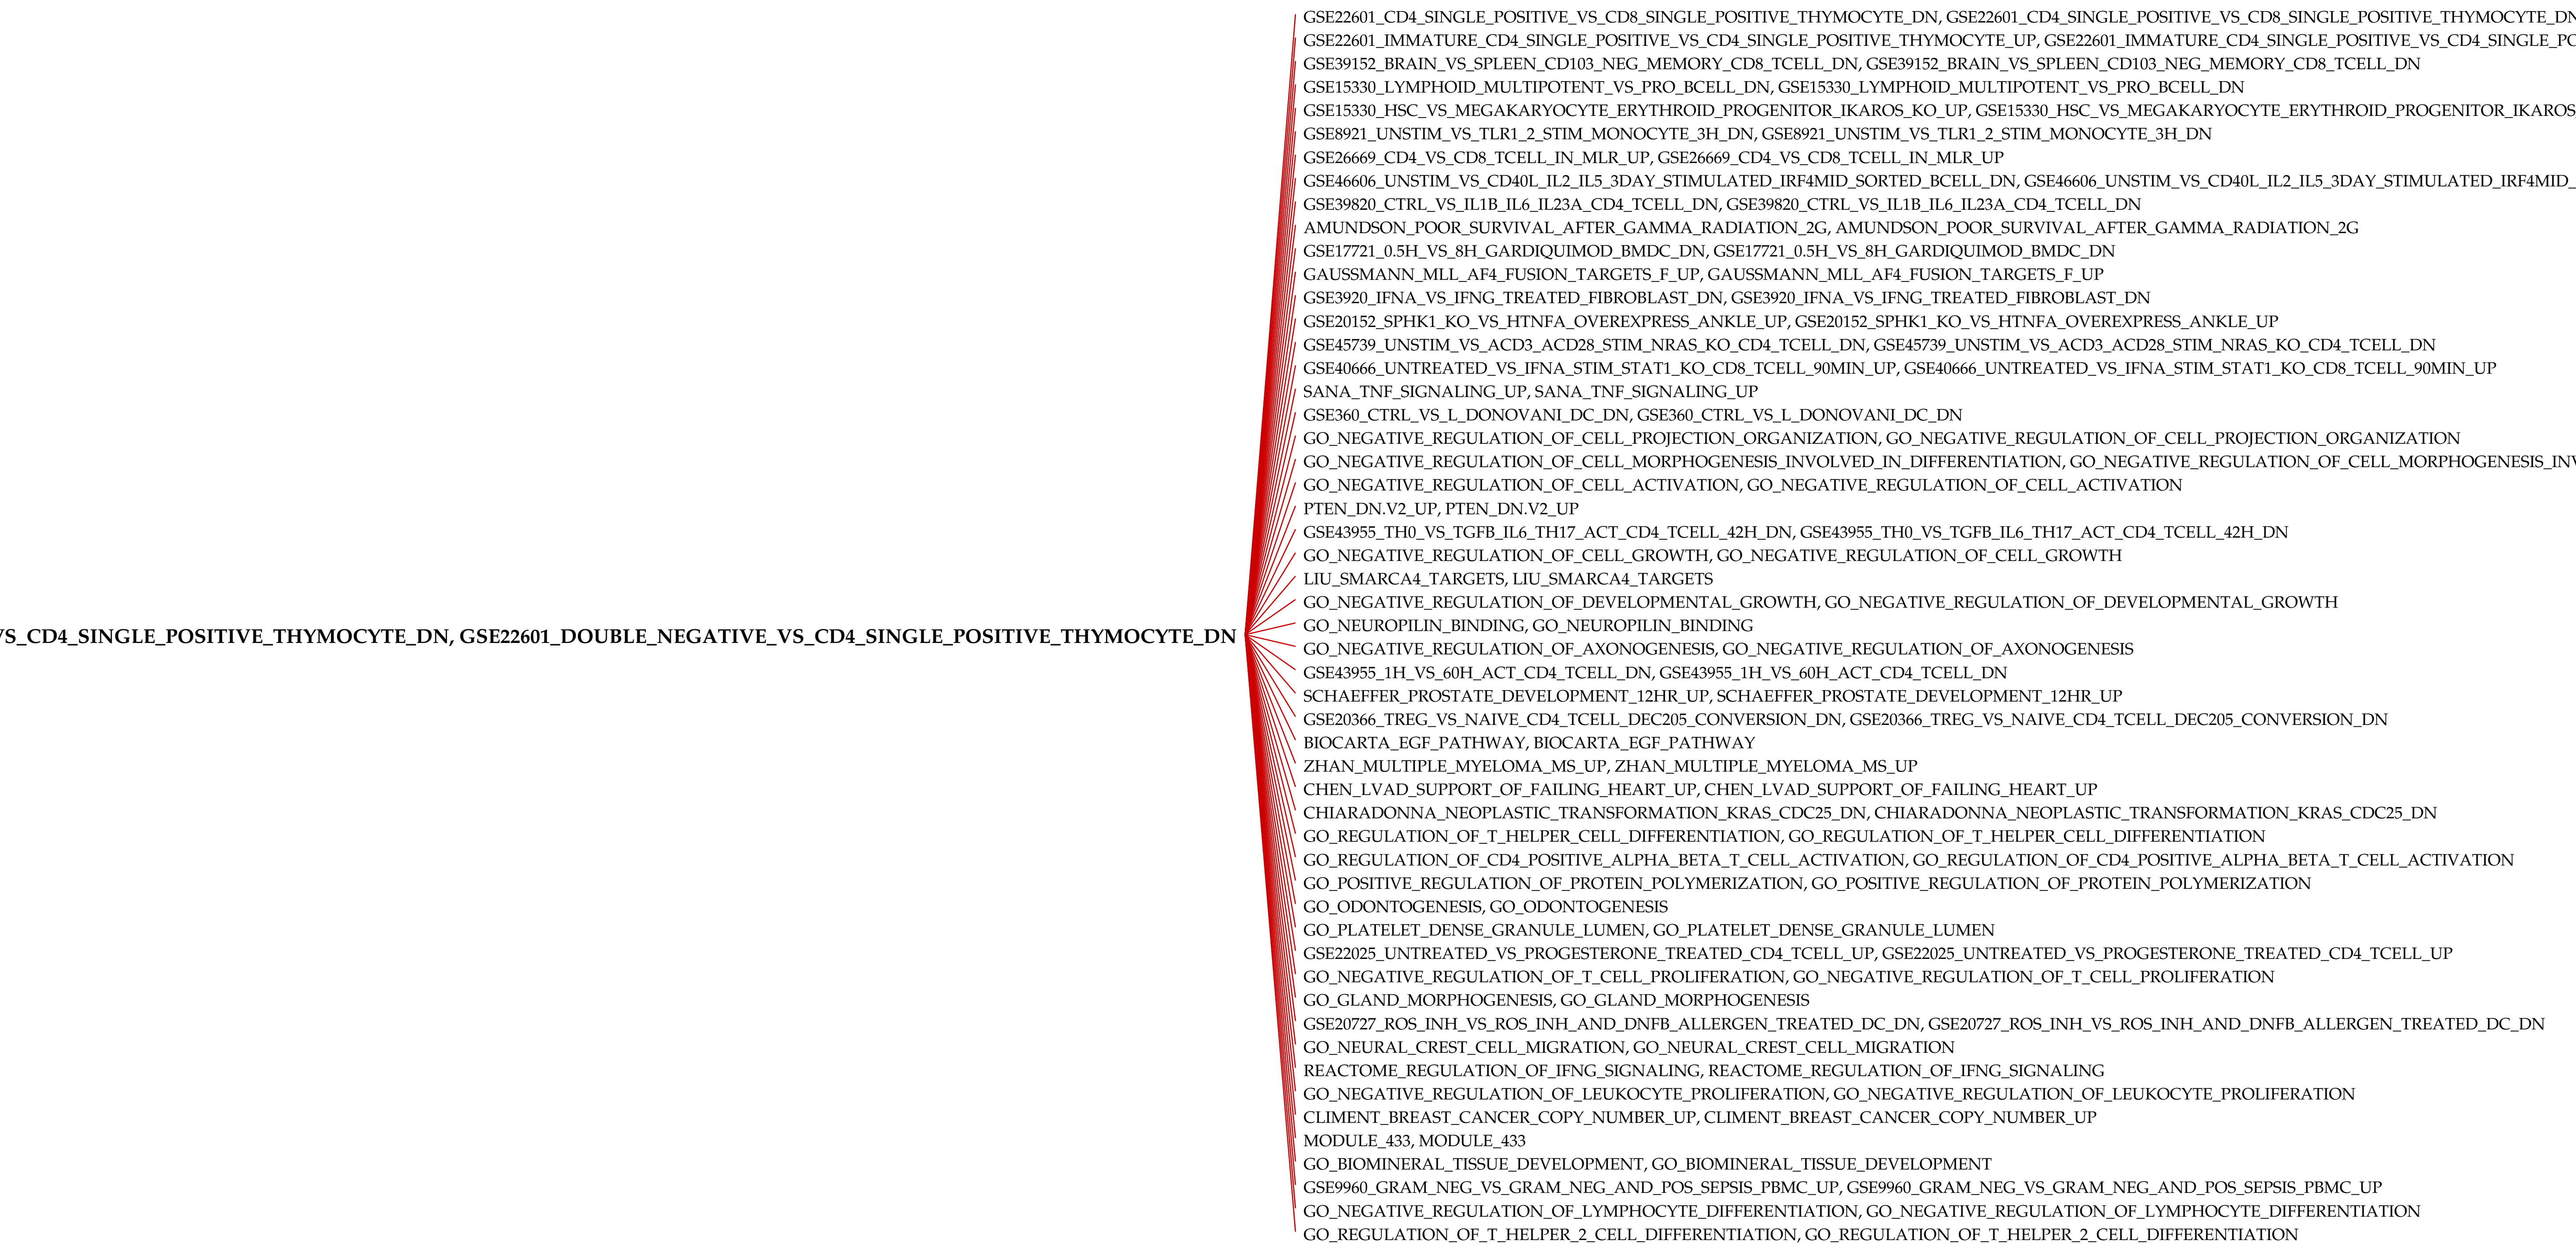 GSE22601_CD4_SINGLE_POSITIVE_VS_CD8_SINGLE_POSITIVE_THYMOCYTE_DN, GSE22601_CD4_SINGLE_POSITIVE_VS_CD8_SINGLE_POSITIVE_THYMOCYTE_DN
GSE22601_IMMATURE_CD4_SINGLE_POSITIVE_VS_CD4_SINGLE_POSITIVE_THYMOCYTE_UP, GSE22601_IMMATURE_CD4_SINGLE_POSITIVE_VS_CD4_SINGLE_PO
GSE39152_BRAIN_VS_SPLEEN_CD103_NEG_MEMORY_CD8_TCELL_DN, GSE39152_BRAIN_VS_SPLEEN_CD103_NEG_MEMORY_CD8_TCELL_DN
GSE15330_LYMPHOID_MULTIPOTENT_VS_PRO_BCELL_DN, GSE15330_LYMPHOID_MULTIPOTENT_VS_PRO_BCELL_DN
GSE15330_HSC_VS_MEGAKARYOCYTE_ERYTHROID_PROGENITOR_IKAROS_KO_UP, GSE15330_HSC_VS_MEGAKARYOCYTE_ERYTHROID_PROGENITOR_IKAROS
GSE8921_UNSTIM_VS_TLR1_2_STIM_MONOCYTE_3H_DN, GSE8921_UNSTIM_VS_TLR1_2_STIM_MONOCYTE_3H_DN
GSE26669_CD4_VS_CD8_TCELL_IN_MLR_UP, GSE26669_CD4_VS_CD8_TCELL_IN_MLR_UP
GSE46606_UNSTIM_VS_CD40L_IL2_IL5_3DAY_STIMULATED_IRF4MID_SORTED_BCELL_DN, GSE46606_UNSTIM_VS_CD40L_IL2_IL5_3DAY_STIMULATED_IRF4MID_
GSE39820_CTRL_VS_IL1B_IL6_IL23A_CD4_TCELL_DN, GSE39820_CTRL_VS_IL1B_IL6_IL23A_CD4_TCELL_DN
AMUNDSON_POOR_SURVIVAL_AFTER_GAMMA_RADIATION_2G, AMUNDSON_POOR_SURVIVAL_AFTER_GAMMA_RADIATION_2G
GSE17721_0.5H_VS_8H_GARDIQUIMOD_BMDC_DN, GSE17721_0.5H_VS_8H_GARDIQUIMOD_BMDC_DN
GAUSSMANN_MLL_AF4_FUSION_TARGETS_F_UP, GAUSSMANN_MLL_AF4_FUSION_TARGETS_F_UP
GSE3920_IFNA_VS_IFNG_TREATED_FIBROBLAST_DN, GSE3920_IFNA_VS_IFNG_TREATED_FIBROBLAST_DN
GSE20152_SPHK1_KO_VS_HTNFA_OVEREXPRESS_ANKLE_UP, GSE20152_SPHK1_KO_VS_HTNFA_OVEREXPRESS_ANKLE_UP
GSE45739_UNSTIM_VS_ACD3_ACD28_STIM_NRAS_KO_CD4_TCELL_DN, GSE45739_UNSTIM_VS_ACD3_ACD28_STIM_NRAS_KO_CD4_TCELL_DN
GSE40666_UNTREATED_VS_IFNA_STIM_STAT1_KO_CD8_TCELL_90MIN_UP, GSE40666_UNTREATED_VS_IFNA_STIM_STAT1_KO_CD8_TCELL_90MIN_UP
SANA_TNF_SIGNALING_UP, SANA_TNF_SIGNALING_UP
GSE360_CTRL_VS_L_DONOVANI_DC_DN, GSE360_CTRL_VS_L_DONOVANI_DC_DN
GO_NEGATIVE_REGULATION_OF_CELL_PROJECTION_ORGANIZATION, GO_NEGATIVE_REGULATION_OF_CELL_PROJECTION_ORGANIZATION
GO_NEGATIVE_REGULATION_OF_CELL_MORPHOGENESIS_INVOLVED_IN_DIFFERENTIATION, GO_NEGATIVE_REGULATION_OF_CELL_MORPHOGENESIS_INV
GO_NEGATIVE_REGULATION_OF_CELL_ACTIVATION, GO_NEGATIVE_REGULATION_OF_CELL_ACTIVATION
PTEN_DN.V2_UP, PTEN_DN.V2_UP
GSE43955_TH0_VS_TGFB_IL6_TH17_ACT_CD4_TCELL_42H_DN, GSE43955_TH0_VS_TGFB_IL6_TH17_ACT_CD4_TCELL_42H_DN
GO_NEGATIVE_REGULATION_OF_CELL_GROWTH, GO_NEGATIVE_REGULATION_OF_CELL_GROWTH
LIU_SMARCA4_TARGETS, LIU_SMARCA4_TARGETS
GO_NEGATIVE_REGULATION_OF_DEVELOPMENTAL_GROWTH, GO_NEGATIVE_REGULATION_OF_DEVELOPMENTAL_GROWTH
GO_NEUROPILIN_BINDING, GO_NEUROPILIN_BINDING
VS_CD4_SINGLE_POSITIVE_THYMOCYTE_DN, GSE22601_DOUBLE_NEGATIVE_VS_CD4_SINGLE_POSITIVE_THYMOCYTE_DN
GO_NEGATIVE_REGULATION_OF_AXONOGENESIS, GO_NEGATIVE_REGULATION_OF_AXONOGENESIS
GSE43955_1H_VS_60H_ACT_CD4_TCELL_DN, GSE43955_1H_VS_60H_ACT_CD4_TCELL_DN
SCHAEFFER_PROSTATE_DEVELOPMENT_12HR_UP, SCHAEFFER_PROSTATE_DEVELOPMENT_12HR_UP
GSE20366_TREG_VS_NAIVE_CD4_TCELL_DEC205_CONVERSION_DN, GSE20366_TREG_VS_NAIVE_CD4_TCELL_DEC205_CONVERSION_DN
BIOCARTA_EGF_PATHWAY, BIOCARTA_EGF_PATHWAY
ZHAN_MULTIPLE_MYELOMA_MS_UP, ZHAN_MULTIPLE_MYELOMA_MS_UP
CHEN_LVAD_SUPPORT_OF_FAILING_HEART_UP, CHEN_LVAD_SUPPORT_OF_FAILING_HEART_UP
CHIARADONNA_NEOPLASTIC_TRANSFORMATION_KRAS_CDC25_DN, CHIARADONNA_NEOPLASTIC_TRANSFORMATION_KRAS_CDC25_DN
GO_REGULATION_OF_T_HELPER_CELL_DIFFERENTIATION, GO_REGULATION_OF_T_HELPER_CELL_DIFFERENTIATION
GO_REGULATION_OF_CD4_POSITIVE_ALPHA_BETA_T_CELL_ACTIVATION, GO_REGULATION_OF_CD4_POSITIVE_ALPHA_BETA_T_CELL_ACTIVATION
GO_POSITIVE_REGULATION_OF_PROTEIN_POLYMERIZATION, GO_POSITIVE_REGULATION_OF_PROTEIN_POLYMERIZATION
GO_ODONTOGENESIS, GO_ODONTOGENESIS
GO_PLATELET_DENSE_GRANULE_LUMEN, GO_PLATELET_DENSE_GRANULE_LUMEN
GSE22025_UNTREATED_VS_PROGESTERONE_TREATED_CD4_TCELL_UP, GSE22025_UNTREATED_VS_PROGESTERONE_TREATED_CD4_TCELL_UP
GO_NEGATIVE_REGULATION_OF_T_CELL_PROLIFERATION, GO_NEGATIVE_REGULATION_OF_T_CELL_PROLIFERATION
GO_GLAND_MORPHOGENESIS, GO_GLAND_MORPHOGENESIS
GSE20727_ROS_INH_VS_ROS_INH_AND_DNFB_ALLERGEN_TREATED_DC_DN, GSE20727_ROS_INH_VS_ROS_INH_AND_DNFB_ALLERGEN_TREATED_DC_DN
GO_NEURAL_CREST_CELL_MIGRATION, GO_NEURAL_CREST_CELL_MIGRATION
REACTOME_REGULATION_OF_IFNG_SIGNALING, REACTOME_REGULATION_OF_IFNG_SIGNALING
GO_NEGATIVE_REGULATION_OF_LEUKOCYTE_PROLIFERATION, GO_NEGATIVE_REGULATION_OF_LEUKOCYTE_PROLIFERATION
CLIMENT_BREAST_CANCER_COPY_NUMBER_UP, CLIMENT_BREAST_CANCER_COPY_NUMBER_UP
MODULE_433, MODULE_433
GO_BIOMINERAL_TISSUE_DEVELOPMENT, GO_BIOMINERAL_TISSUE_DEVELOPMENT
GSE9960_GRAM_NEG_VS_GRAM_NEG_AND_POS_SEPSIS_PBMC_UP, GSE9960_GRAM_NEG_VS_GRAM_NEG_AND_POS_SEPSIS_PBMC_UP
GO_NEGATIVE_REGULATION_OF_LYMPHOCYTE_DIFFERENTIATION, GO_NEGATIVE_REGULATION_OF_LYMPHOCYTE_DIFFERENTIATION
GO_REGULATION_OF_T_HELPER_2_CELL_DIFFERENTIATION, GO_REGULATION_OF_T_HELPER_2_CELL_DIFFERENTIATION